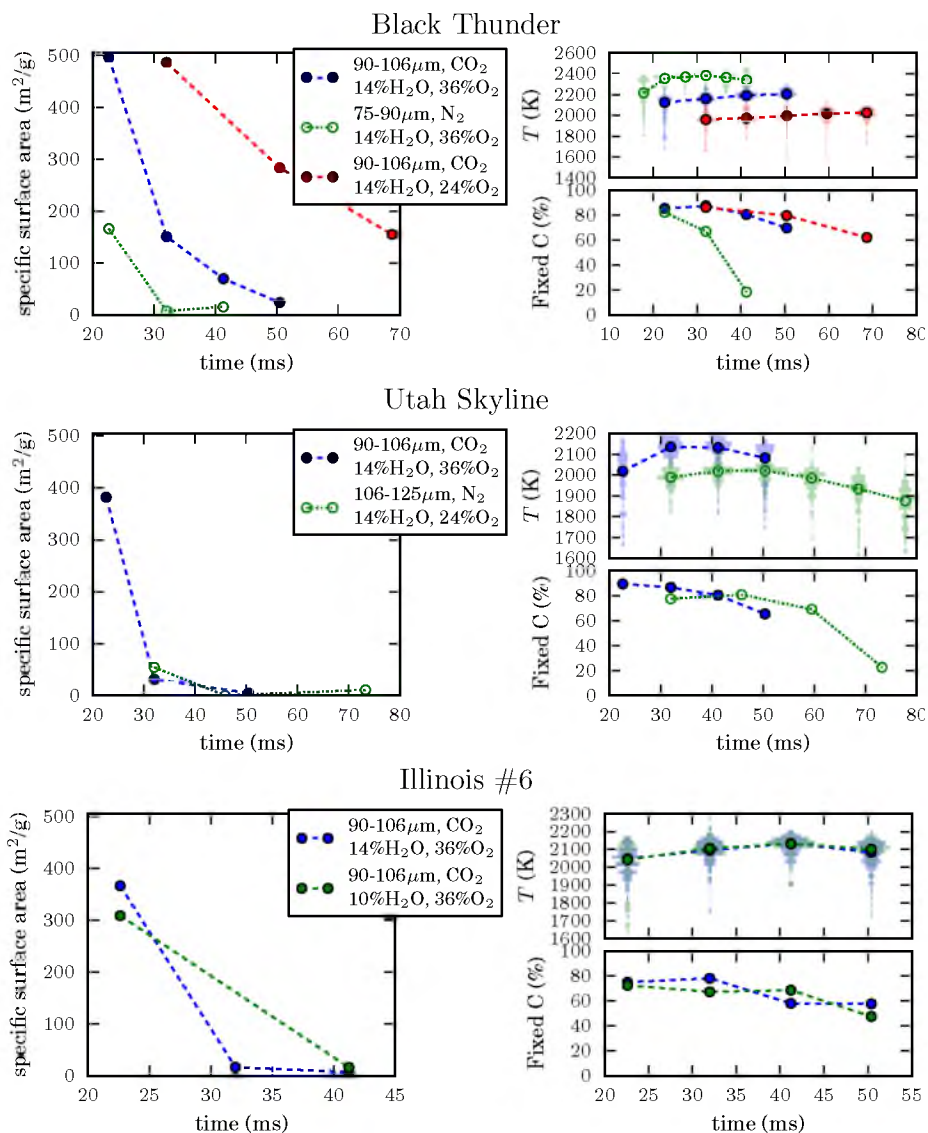 Black Thunder
specific surface area (m²/g)
500
400
300
200
100
0
20 30 40 50 60 70
time (ms)
90-106μm, CO₂
14%H₂O, 36%O₂
75-90μm, N₂
14%H₂O, 36%O₂
90-106μm, CO₂
14%H₂O, 24%O₂
T (K)
2600
2400
2200
2000
1800
1600
1400
Fixed C (%)
100
80
60
40
20
0
10 20 30 40 50 60 70 80
time (ms)
Utah Skyline
specific surface area (m²/g)
500
400
300
200
100
0
20 30 40 50 60 70 80
time (ms)
90-106μm, CO₂
14%H₂O, 36%O₂
106-125μm, N₂
14%H₂O, 24%O₂
T (K)
2200
2100
2000
1900
1800
1700
1600
Fixed C (%)
100
80
60
40
20
0
20 30 40 50 60 70 80
time (ms)
Illinois #6
specific surface area (m²/g)
500
400
300
200
100
0
20 25 30 35 40 45
time (ms)
90-106μm, CO₂
14%H₂O, 36%O₂
90-106μm, CO₂
10%H₂O, 36%O₂
T (K)
2300
2200
2100
2000
1900
1800
1700
1600
Fixed C (%)
100
80
60
40
20
0
20 25 30 35 40 45 50 55
time (ms)